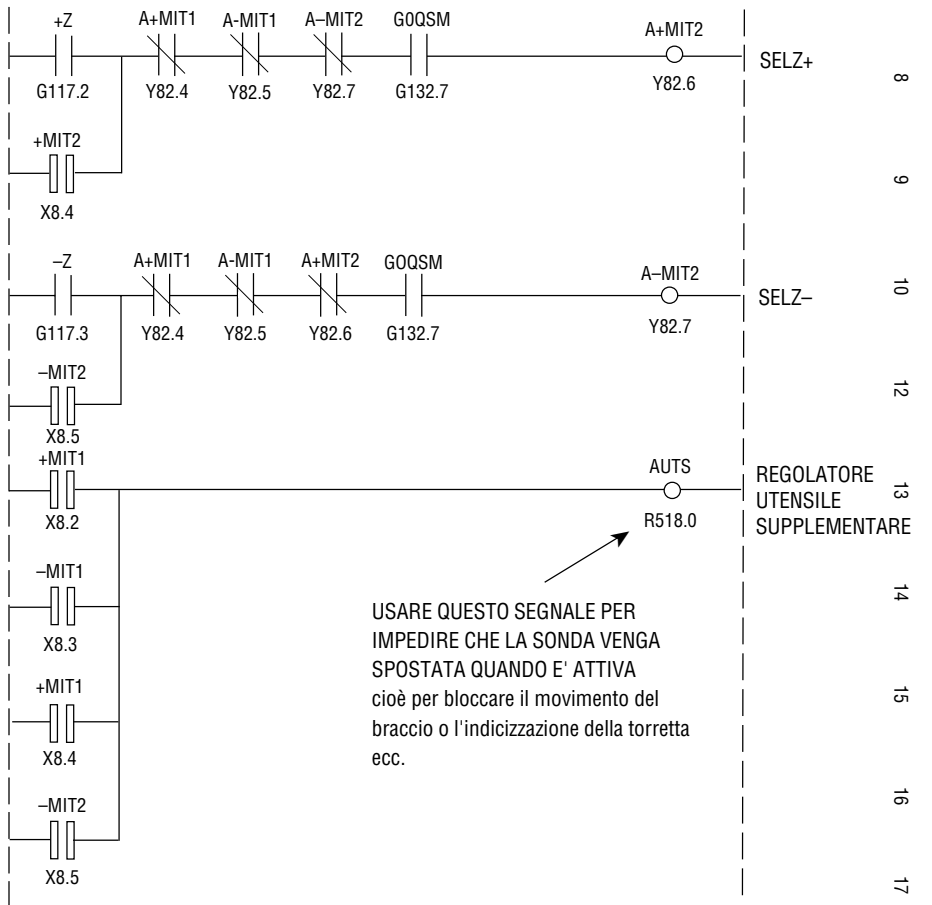 +Z A+MIT1 A-MIT1 A–MIT2 G0QSM A+MIT2
SELZ+
G117.2 Y82.4 Y82.5 Y82.7 G132.7 Y82.6
8
+MIT2
X8.4
9
–Z A+MIT1 A-MIT1 A+MIT2 G0QSM A–MIT2
SELZ–
10
G117.3 Y82.4 Y82.5 Y82.6 G132.7 Y82.7
–MIT2
X8.5
12
+MIT1
X8.2
AUTS
R518.0
REGOLATORE
UTENSILE
SUPPLEMENTARE
13
–MIT1
X8.3
14
USARE QUESTO SEGNALE PER
IMPEDIRE CHE LA SONDA VENGA
SPOSTATA QUANDO E' ATTIVA
cioè per bloccare il movimento del
braccio o l'indicizzazione della torretta
ecc.
+MIT1
X8.4
15
–MIT2
X8.5
16
17